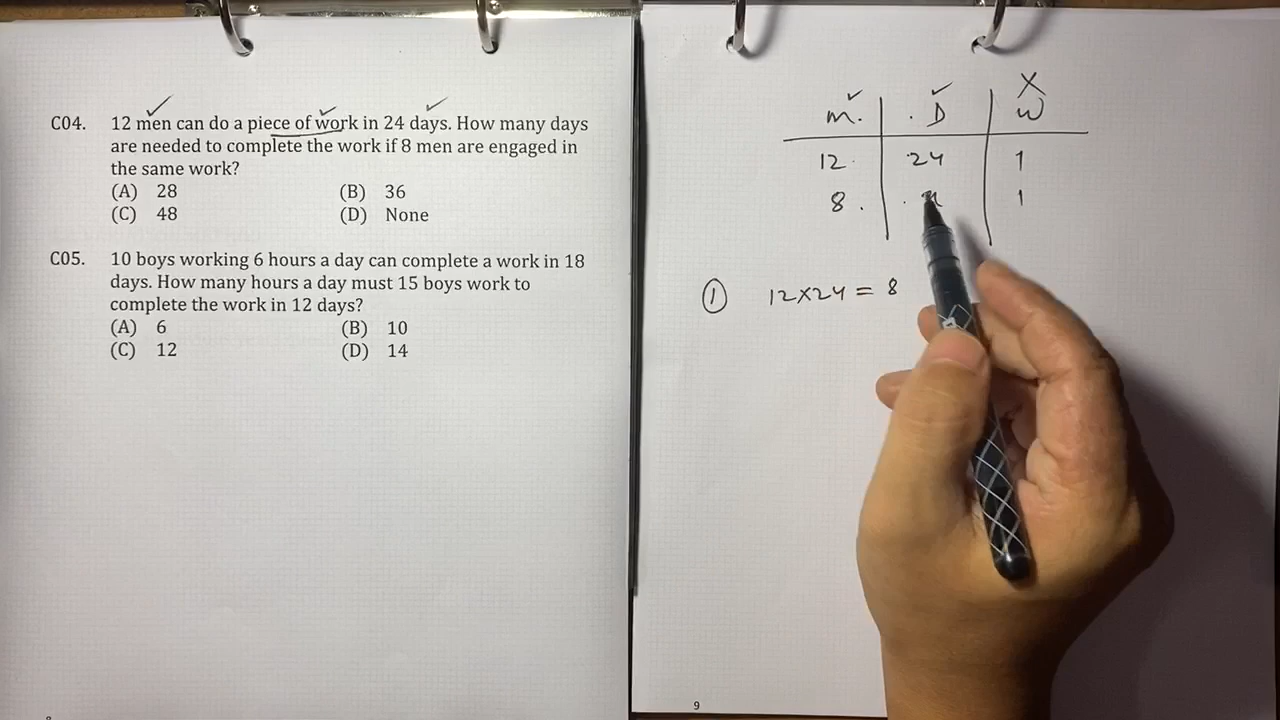 C04. 12 men can do a piece of work in 24 days. How many days
are needed to complete the work if 8 men are engaged in
the same work?
(A) 28 (B) 36
(C) 48 (D) None
C05. 10 boys working 6 hours a day can complete a work in 18
days. How many hours a day must 15 boys work to
complete the work in 12 days?
(A) 6 (B) 10
(C) 12 (D) 14
X
m. . D W
12. 24 1
8. . 1
① 12×24 = 8
9